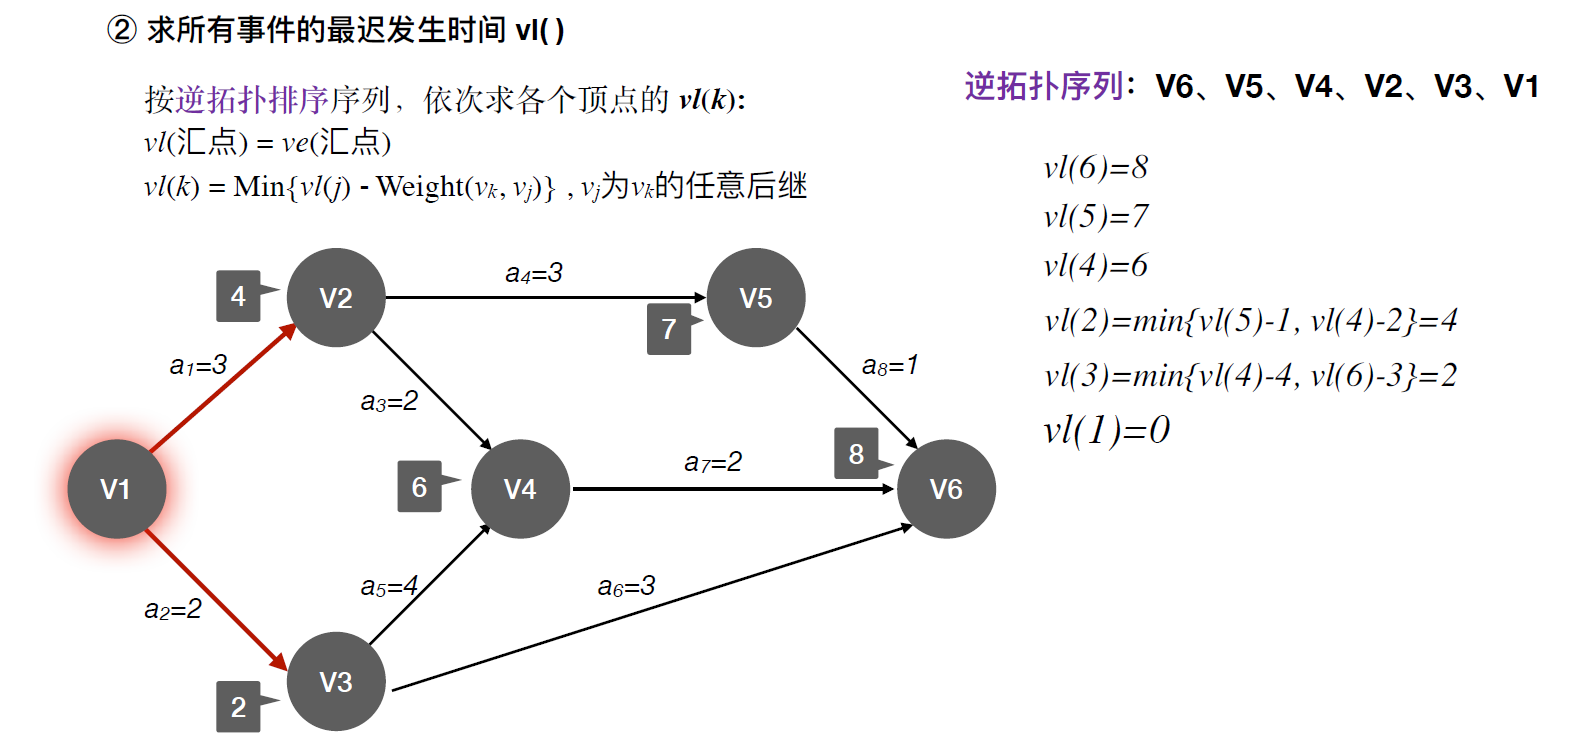 ② 求所有事件的最迟发生时间 vl( )
按逆拓扑排序序列，依次求各个顶点的 vl(k):
vl(汇点) = ve(汇点)
vl(k) = Min{vl(j) - Weight(vk, vj)} , vj为vk的任意后继
逆拓扑序列：V6、V5、V4、V2、V3、V1
vl(6)=8
vl(5)=7
vl(4)=6
vl(2)=min{vl(5)-1, vl(4)-2}=4
vl(3)=min{vl(4)-4, vl(6)-3}=2
vl(1)=0
4
V2
a4=3
V5
7
a1=3
a3=2
a8=1
V1
6
V4
a7=2
8
V6
a2=2
a5=4
a6=3
V3
2